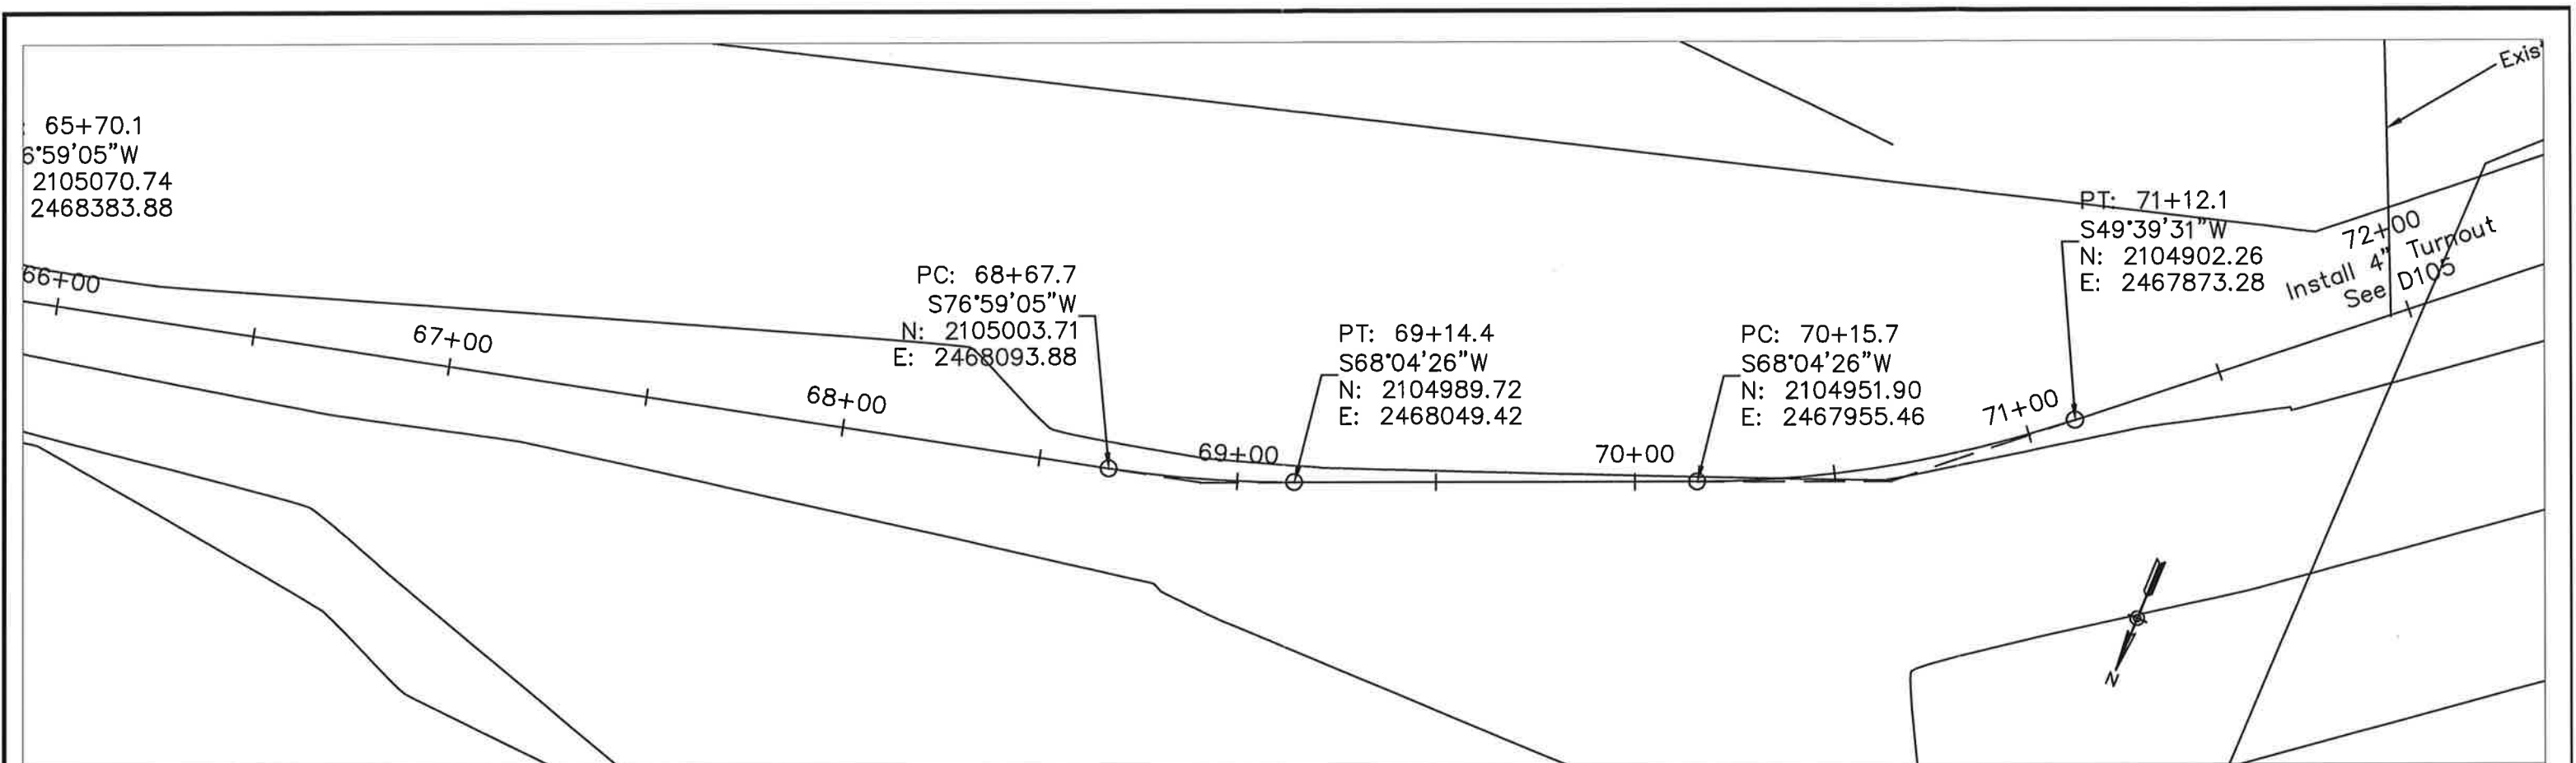 : 65+70.1
6°59'05"W
2105070.74
2468383.88
66+00
67+00
68+00
PC: 68+67.7
S76°59'05"W
N: 2105003.71
E: 2468093.88
69+00
PT: 69+14.4
S68°04'26"W
N: 2104989.72
E: 2468049.42
70+00
PC: 70+15.7
S68°04'26"W
N: 2104951.90
E: 2467955.46
71+00
PT: 71+12.1
S49°39'31"W
N: 2104902.26
E: 2467873.28
72+00
Install 4" Turnout
See D105
Exis
N